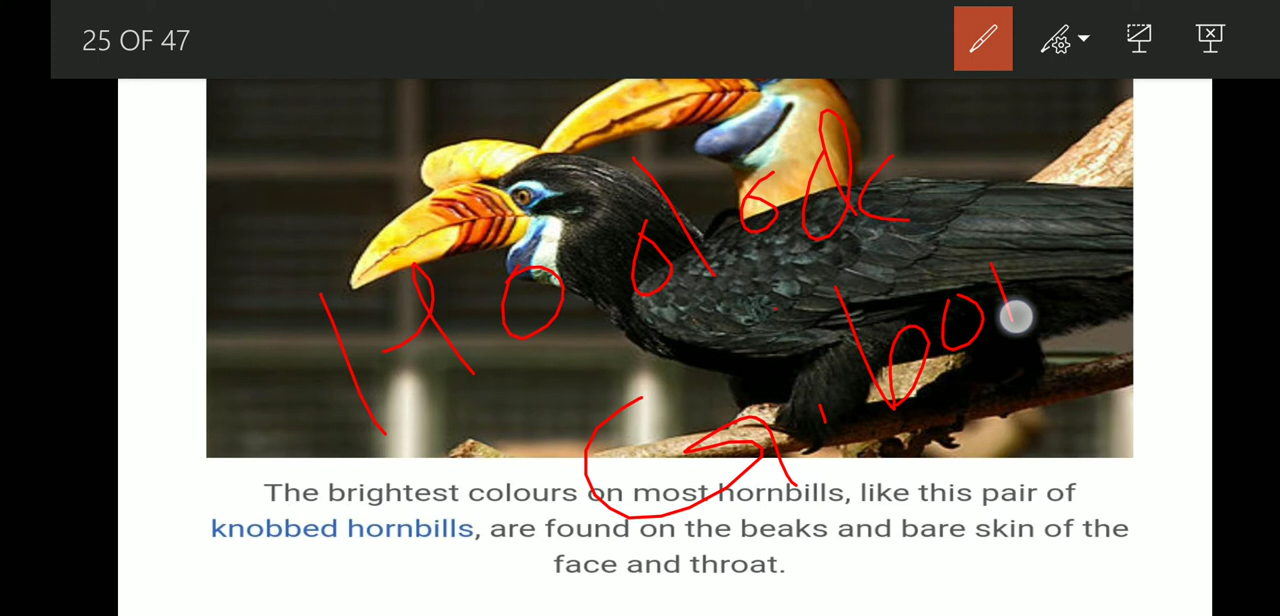 25 OF 47
The brightest colours on most hornbills, like this pair of
knobbed hornbills, are found on the beaks and bare skin of the
face and throat.